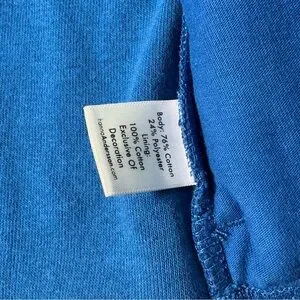 Body: 76% Cotton
24% Polyester
Lining:
100% Cotton
Exclusive Of
Decoration
hannaAndersson.com